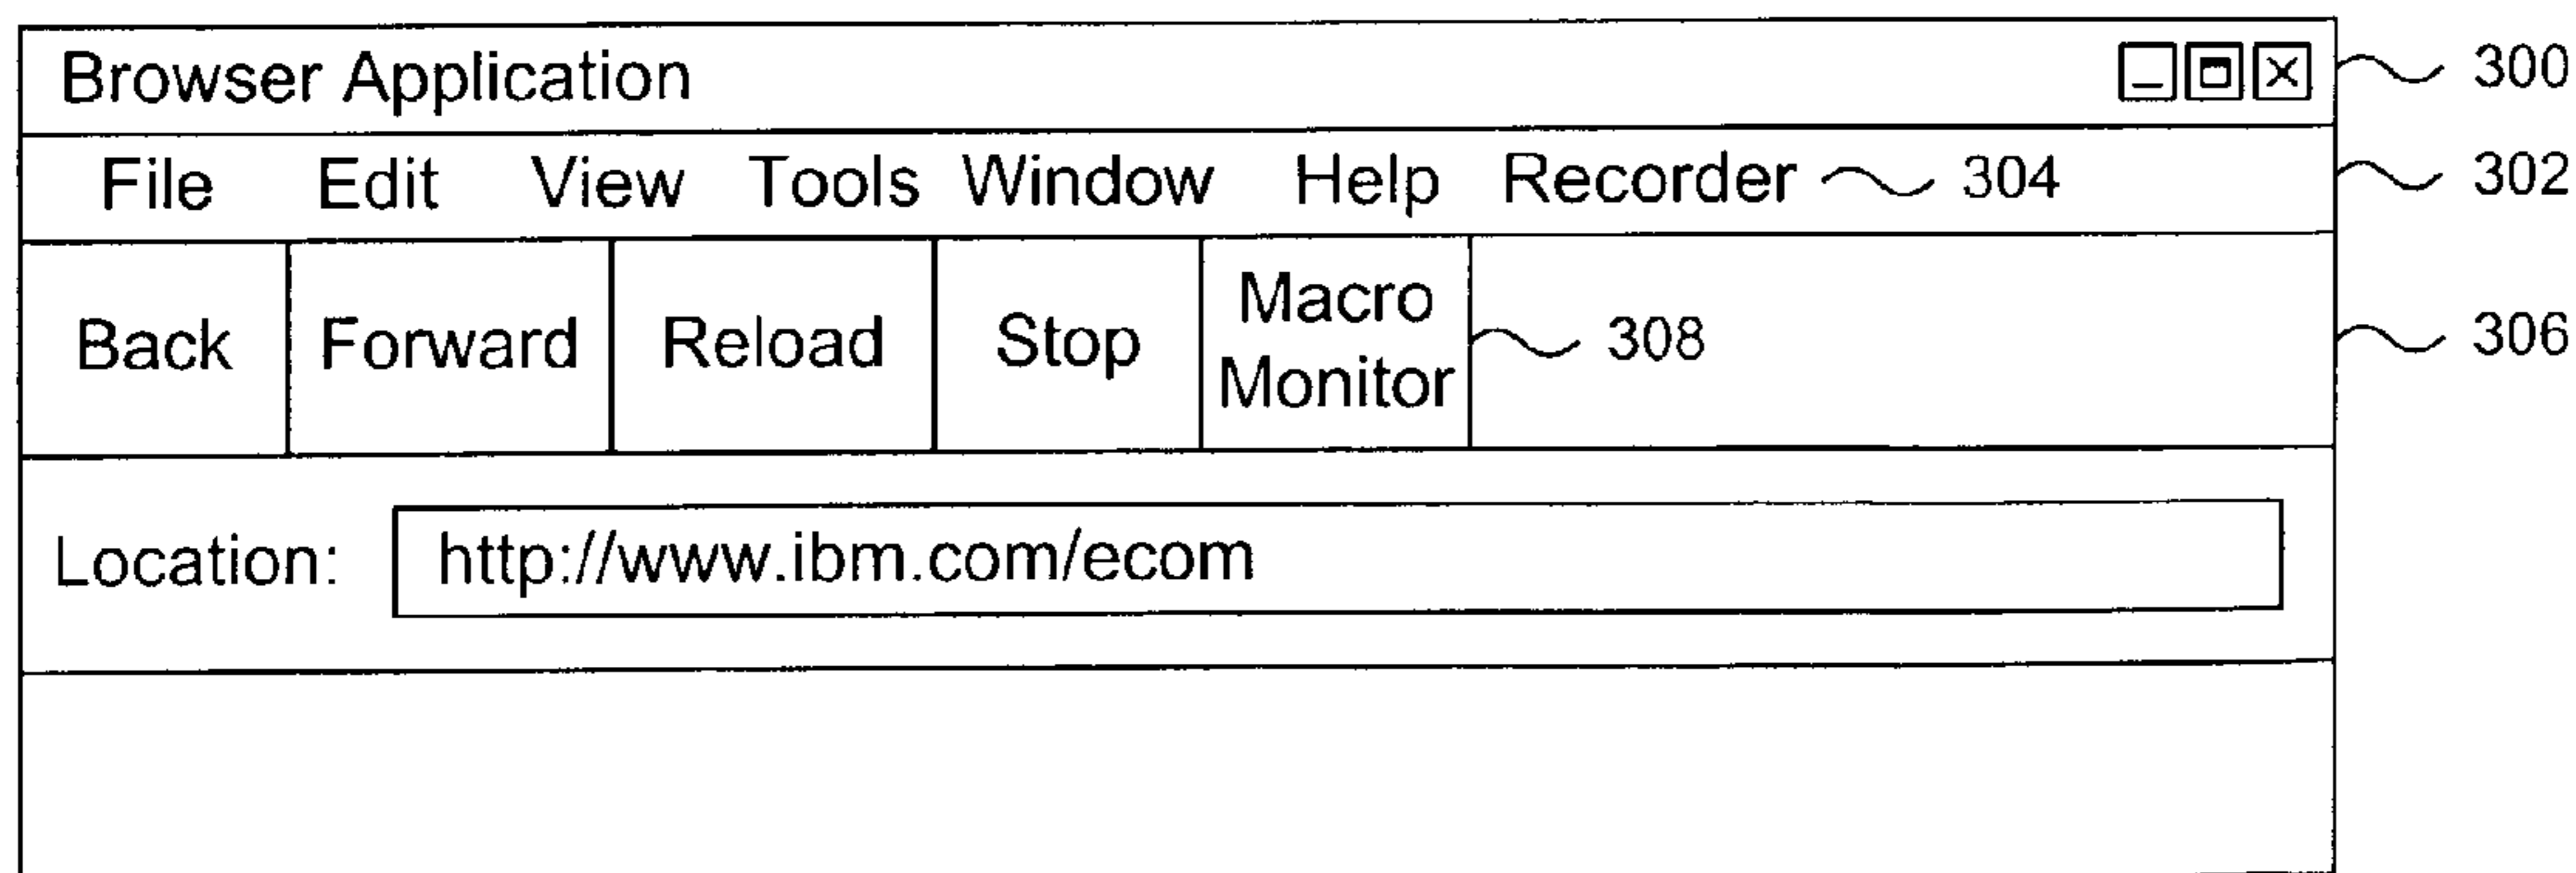 Browser Application 300
File Edit View Tools Window Help Recorder 304 302
Back Forward Reload Stop Macro Monitor 308 306
Location: http://www.ibm.com/ecom